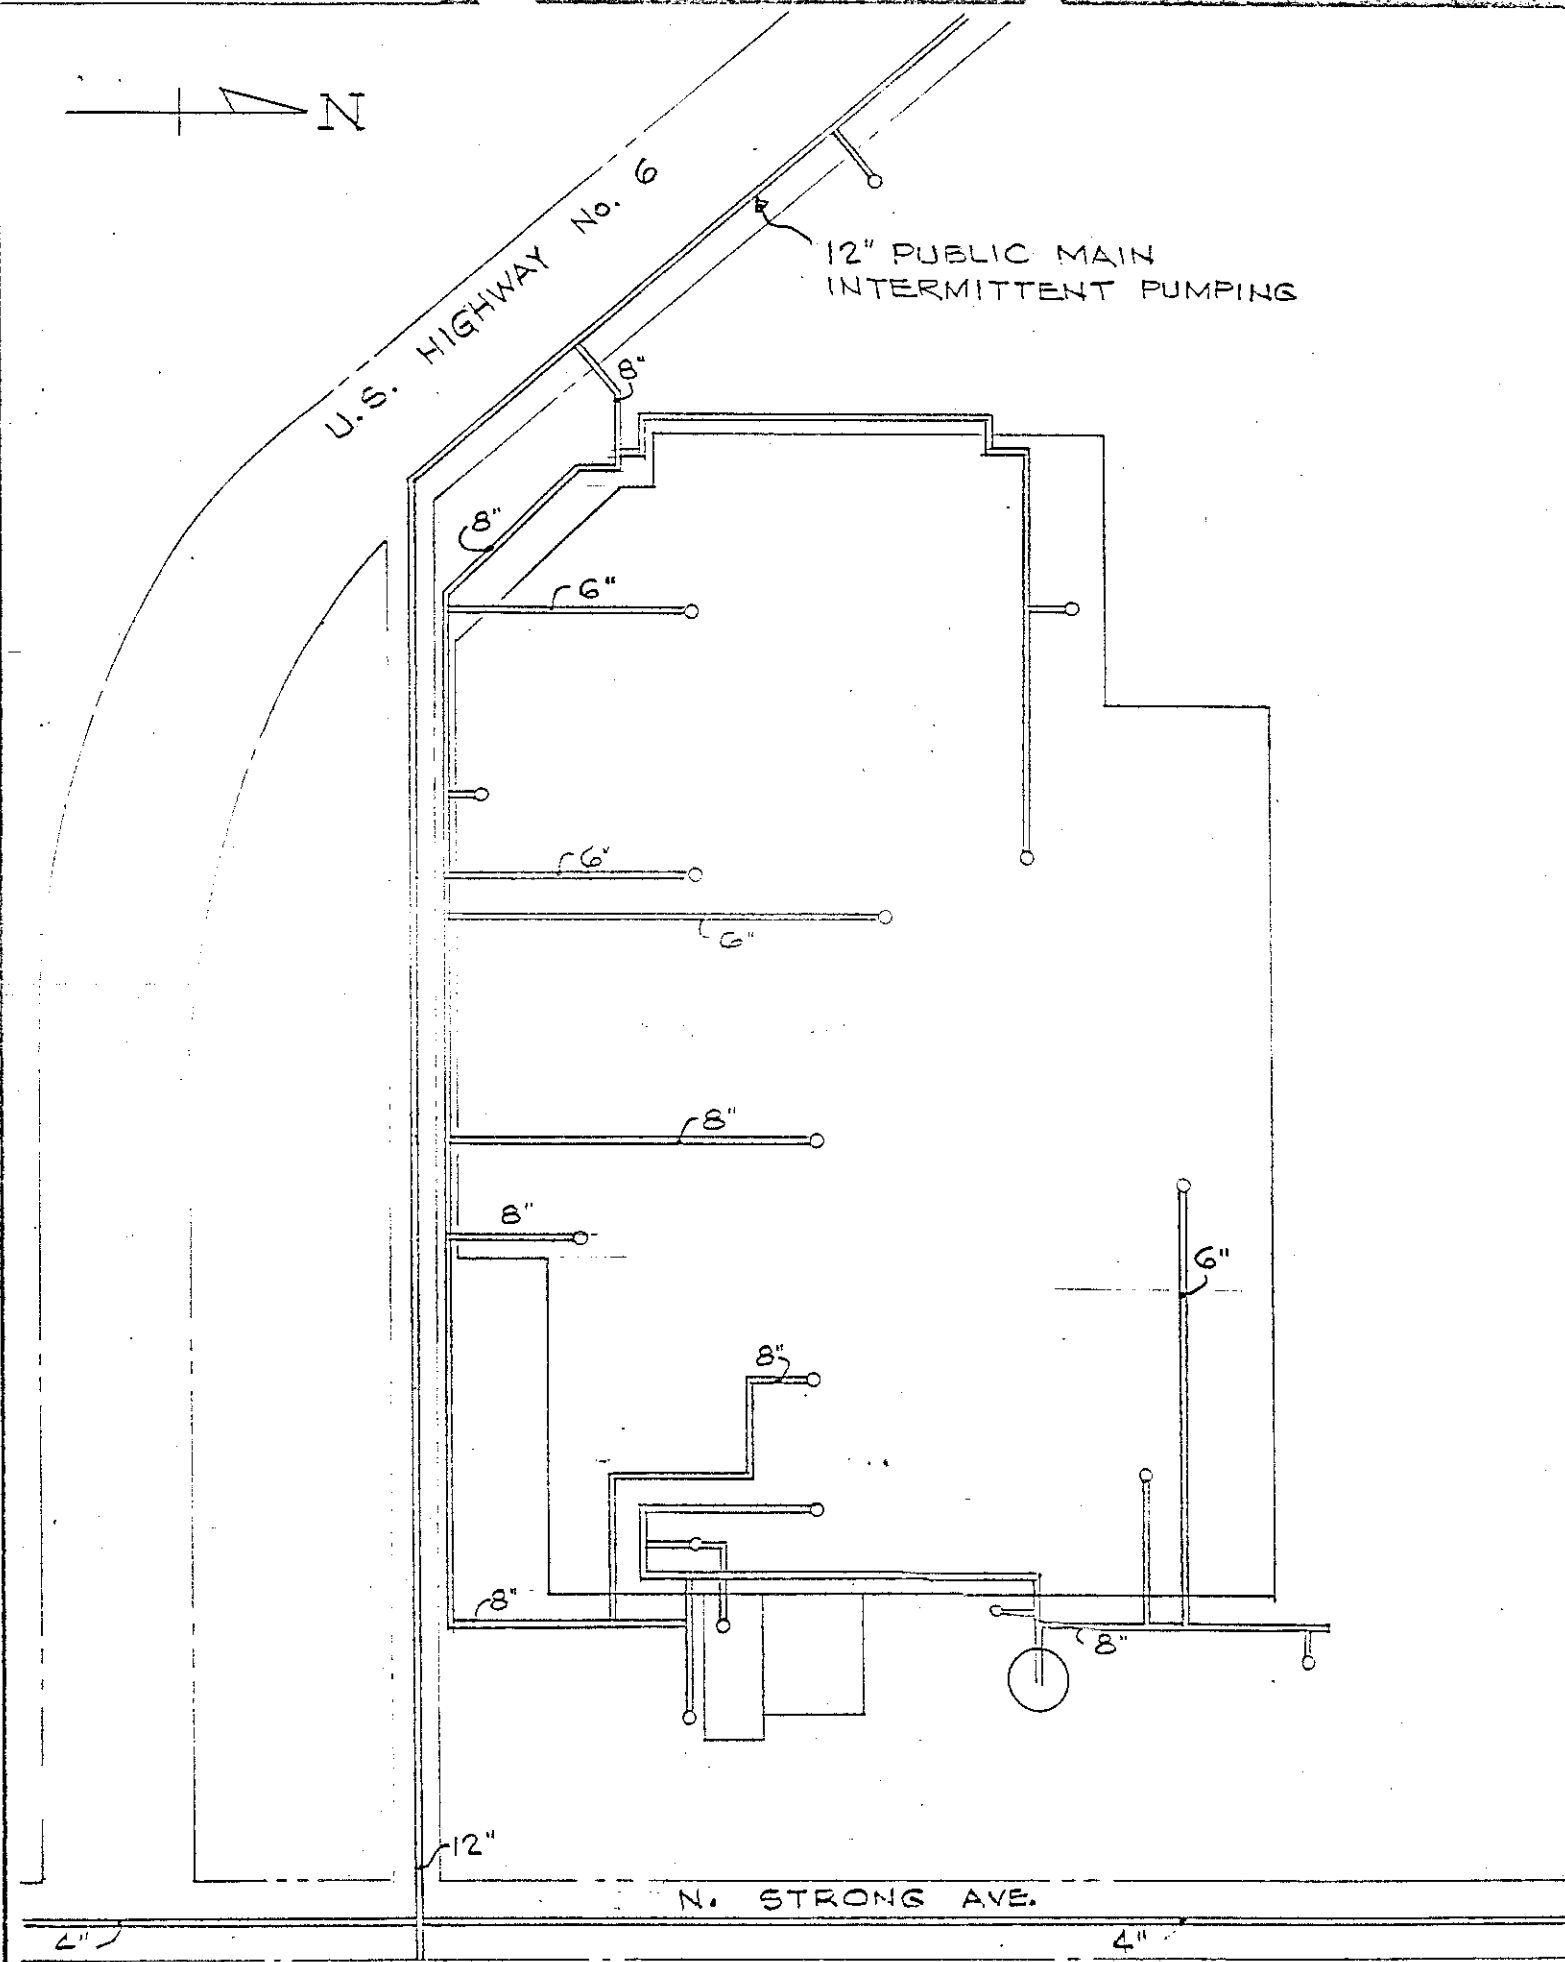 N
U.S. HIGHWAY No. 6
12" PUBLIC MAIN
INTERMITTENT PUMPING
8"
8"
6"
6"
6"
8"
8"
6"
8"
8"
8"
12"
N. STRONG AVE.
4"
4"